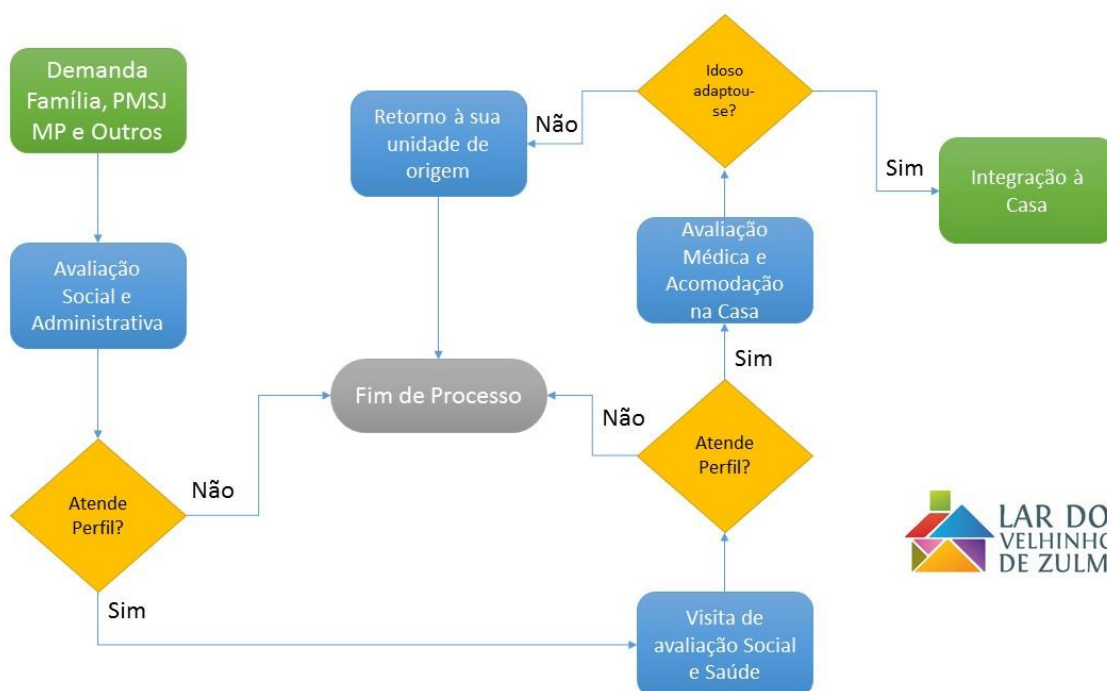 Demanda
Família, PMSJ
MP e Outros
Avaliação
Social e
Administrativa
Atende
Perfil?
Não
Sim
Fim de Processo
Visita de
avaliação Social
e Saúde
Atende
Perfil?
Não
Sim
Avaliação
Médica e
Acomodação
na Casa
Idoso
adaptou-
se?
Não
Retorno à sua
unidade de
origem
Sim
Integração à
Casa
LAR DO
VELHINHO
DE ZULM